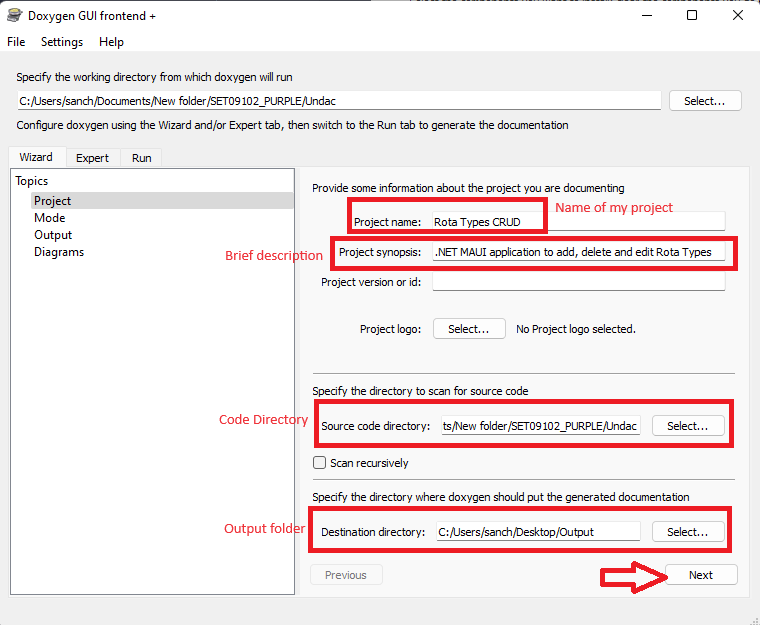 Doxygen GUI frontend +
File Settings Help
Specify the working directory from which doxygen will run
C:/Users/sanch/Documents/New folder/SET09102_PURPLE/Undac Select...
Configure doxygen using the Wizard and/or Expert tab, then switch to the Run tab to generate the documentation
Wizard Expert Run
Topics
Project
Mode
Output
Diagrams
Provide some information about the project you are documenting
Name of my project
Project name: Rota Types CRUD
Brief description
Project synopsis: .NET MAUI application to add, delete and edit Rota Types
Project version or id:
Project logo: Select... No Project logo selected.
Specify the directory to scan for source code
Code Directory
Source code directory: ts/New folder/SET09102_PURPLE/Undac Select...
Scan recursively
Specify the directory where doxygen should put the generated documentation
Output folder
Destination directory: C:/Users/sanch/Desktop/Output Select...
Previous Next